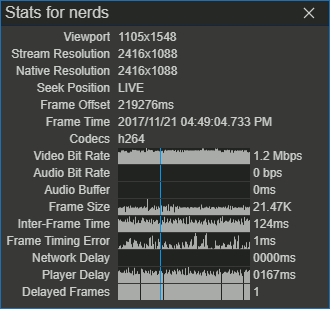 Stats for nerds
Viewport 1105x1548
Stream Resolution 2416x1088
Native Resolution 2416x1088
Seek Position LIVE
Frame Offset 219276ms
Frame Time 2017/11/21 04:49:04.733 PM
Codecs h264
Video Bit Rate 1.2 Mbps
Audio Bit Rate 0 bps
Audio Buffer 0ms
Frame Size 21.47K
Inter-Frame Time 124ms
Frame Timing Error 1ms
Network Delay 0000ms
Player Delay 0167ms
Delayed Frames 1